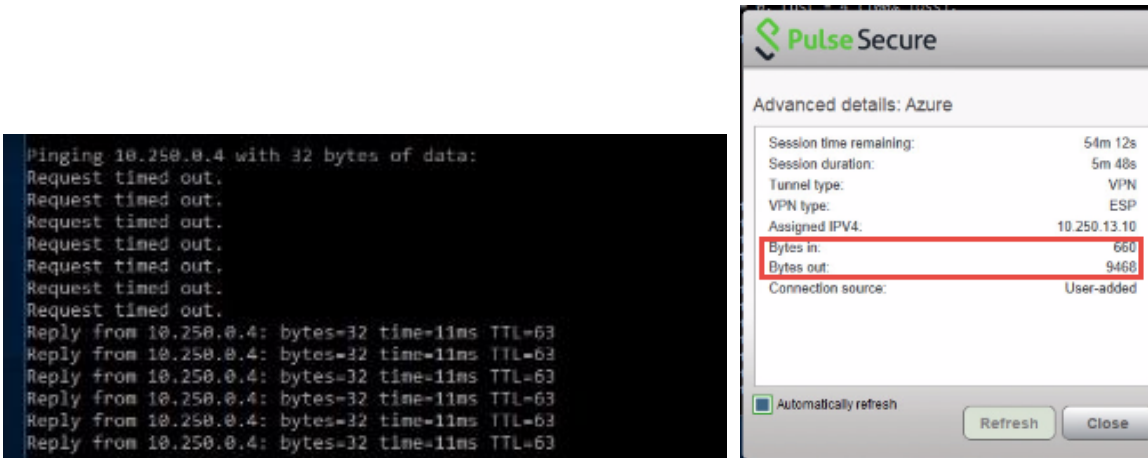 Pinging 10.250.0.4 with 32 bytes of data:
Request timed out.
Request timed out.
Request timed out.
Request timed out.
Request timed out.
Request timed out.
Request timed out.
Reply from 10.250.0.4: bytes=32 time=11ms TTL=63
Reply from 10.250.0.4: bytes=32 time=11ms TTL=63
Reply from 10.250.0.4: bytes=32 time=11ms TTL=63
Reply from 10.250.0.4: bytes=32 time=11ms TTL=63
Reply from 10.250.0.4: bytes=32 time=11ms TTL=63
Reply from 10.250.0.4: bytes=32 time=11ms TTL=63
Pulse Secure
Advanced details: Azure
Session time remaining: 54m 12s
Session duration: 5m 48s
Tunnel type: VPN
VPN type: ESP
Assigned IPV4: 10.250.13.10
Bytes in: 660
Bytes out: 9468
Connection source: User-added
Automatically refresh
Refresh Close